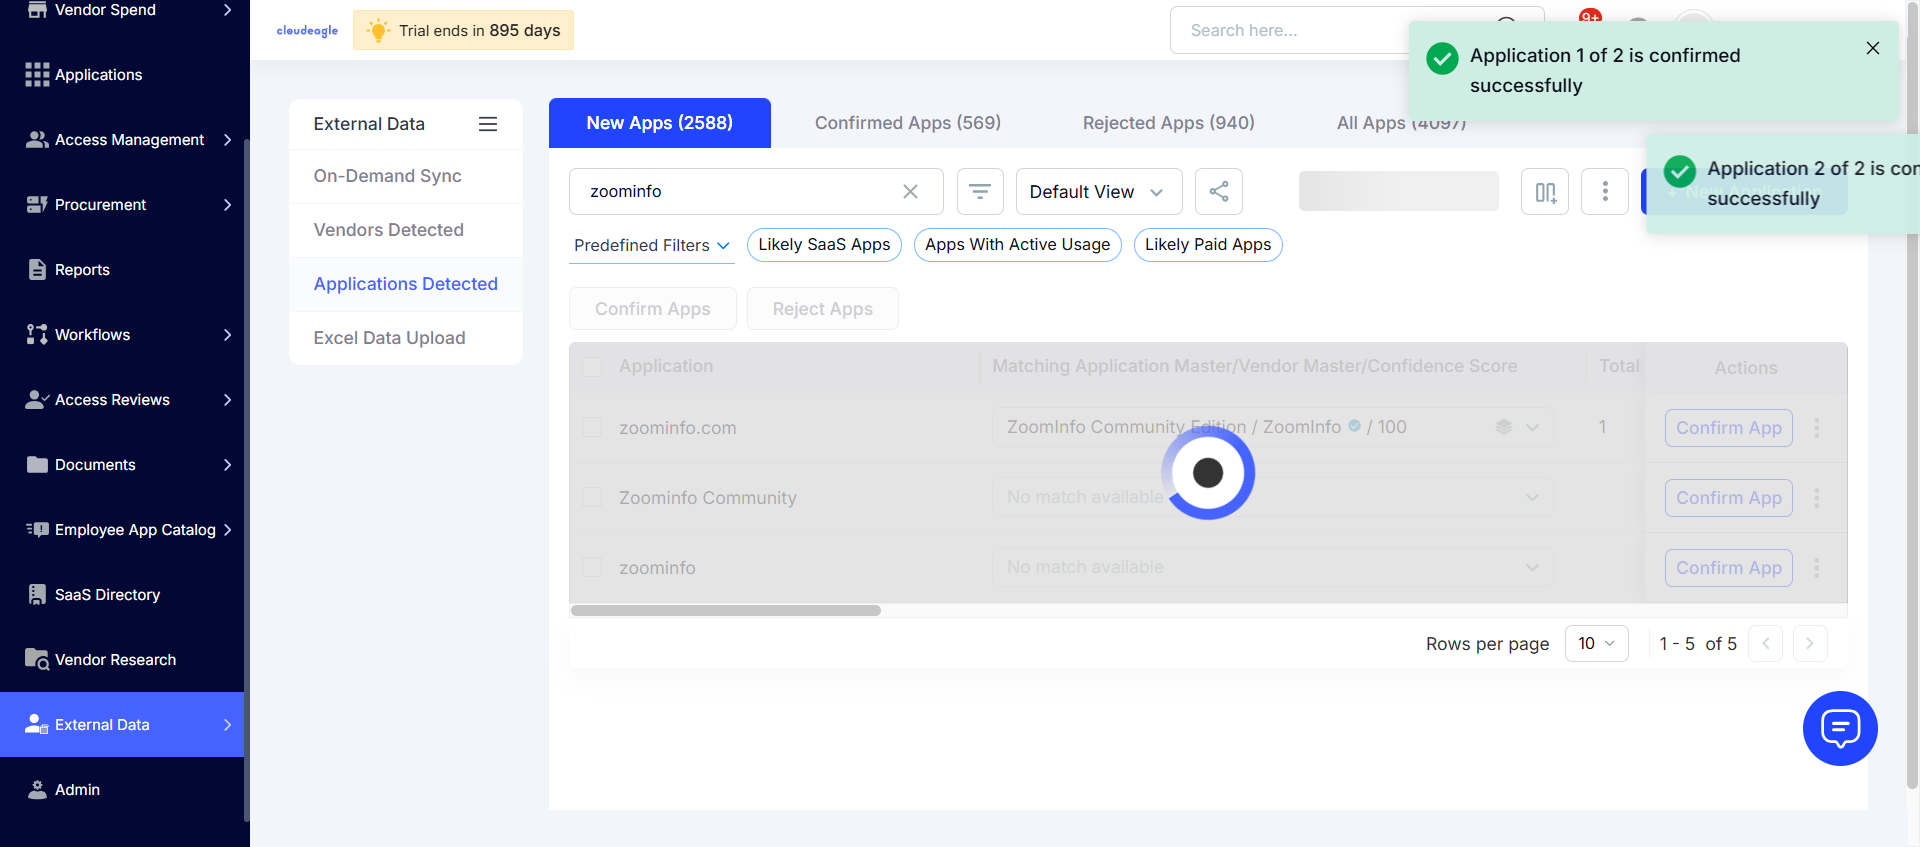 Vendor Spend
Applications
Access Management
Procurement
Reports
Workflows
Access Reviews
Documents
Employee App Catalog
SaaS Directory
Vendor Research
External Data
Admin
cloudeagle
Trial ends in 895 days
Search here...
9+
Application 1 of 2 is confirmed
successfully
Application 2 of 2 is con
successfully
External Data
On-Demand Sync
Vendors Detected
Applications Detected
Excel Data Upload
New Apps (2588)
Confirmed Apps (569)
Rejected Apps (940)
All Apps (4097)
zoominfo
Default View
+ New Application
Predefined Filters
Likely SaaS Apps
Apps With Active Usage
Likely Paid Apps
Confirm Apps
Reject Apps
Application
Matching Application Master/Vendor Master/Confidence Score
Total
Actions
zoominfo.com
ZoomInfo Community Edition / ZoomInfo / 100
1
Confirm App
Zoominfo Community
No match available
Confirm App
zoominfo
No match available
Confirm App
Rows per page
10
1 - 5 of 5